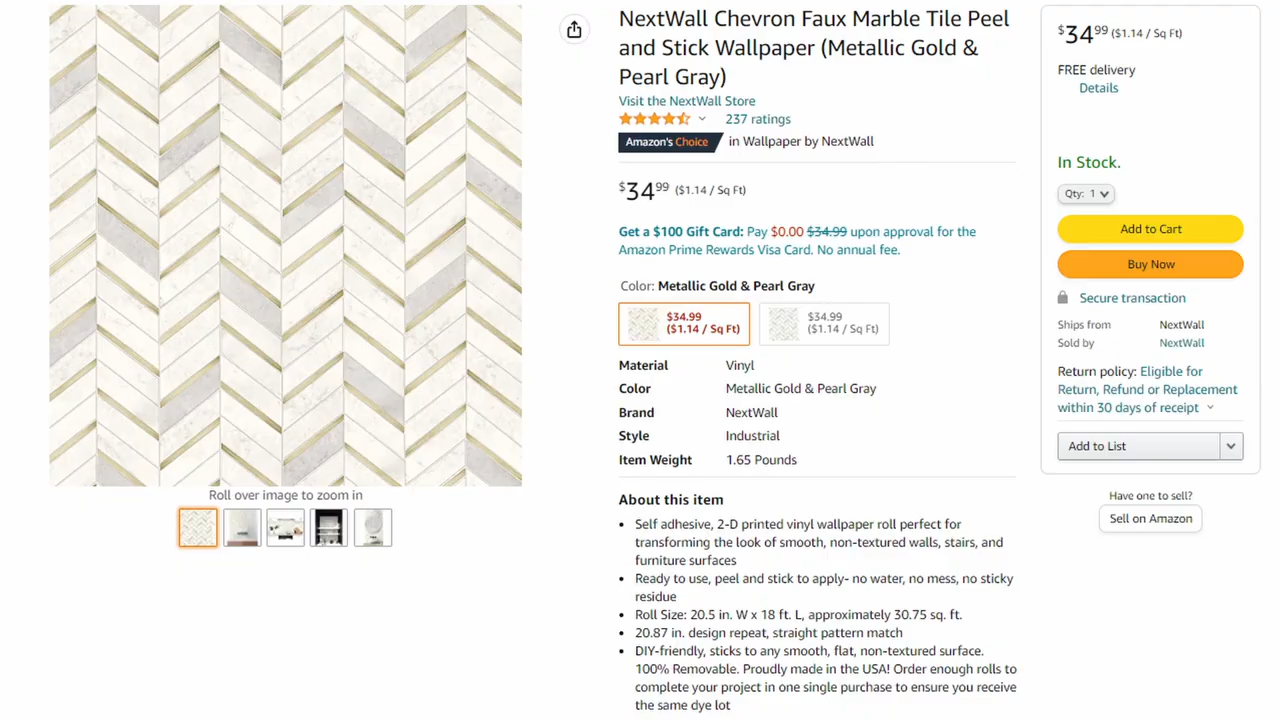 NextWall Chevron Faux Marble Tile Peel
and Stick Wallpaper (Metallic Gold &
Pearl Gray)
Visit the NextWall Store
237 ratings
Amazon's Choice in Wallpaper by NextWall
$34.99 ($1.14 / Sq Ft)
Get a $100 Gift Card: Pay $0.00 $34.99 upon approval for the
Amazon Prime Rewards Visa Card. No annual fee.
Color: Metallic Gold & Pearl Gray
$34.99
($1.14 / Sq Ft)
$34.99
($1.14 / Sq Ft)
Material Vinyl
Color Metallic Gold & Pearl Gray
Brand NextWall
Style Industrial
Item Weight 1.65 Pounds
About this item
• Self adhesive, 2-D printed vinyl wallpaper roll perfect for
transforming the look of smooth, non-textured walls, stairs, and
furniture surfaces
• Ready to use, peel and stick to apply- no water, no mess, no sticky
residue
• Roll Size: 20.5 in. W x 18 ft. L, approximately 30.75 sq. ft.
• 20.87 in. design repeat, straight pattern match
• DIY-friendly, sticks to any smooth, flat, non-textured surface.
100% Removable. Proudly made in the USA! Order enough rolls to
complete your project in one single purchase to ensure you receive
the same dye lot
Roll over image to zoom in
$34.99 ($1.14 / Sq Ft)
FREE delivery
Details
In Stock.
Qty: 1
Add to Cart
Buy Now
Secure transaction
Ships from NextWall
Sold by NextWall
Return policy: Eligible for
Return, Refund or Replacement
within 30 days of receipt
Add to List
Have one to sell?
Sell on Amazon